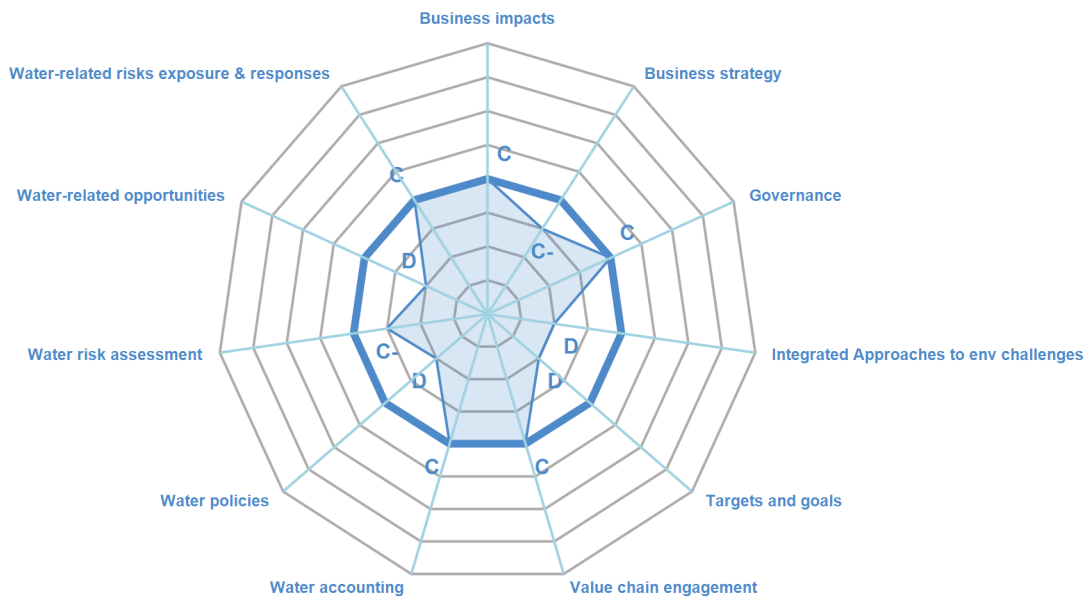 Business impacts
Water-related risks exposure & responses
Business strategy
C
C
Water-related opportunities
Governance
C
C-
D
Water risk assessment
C-
D
Integrated Approaches to env challenges
D
D
C
C
Water policies
Targets and goals
Water accounting
Value chain engagement